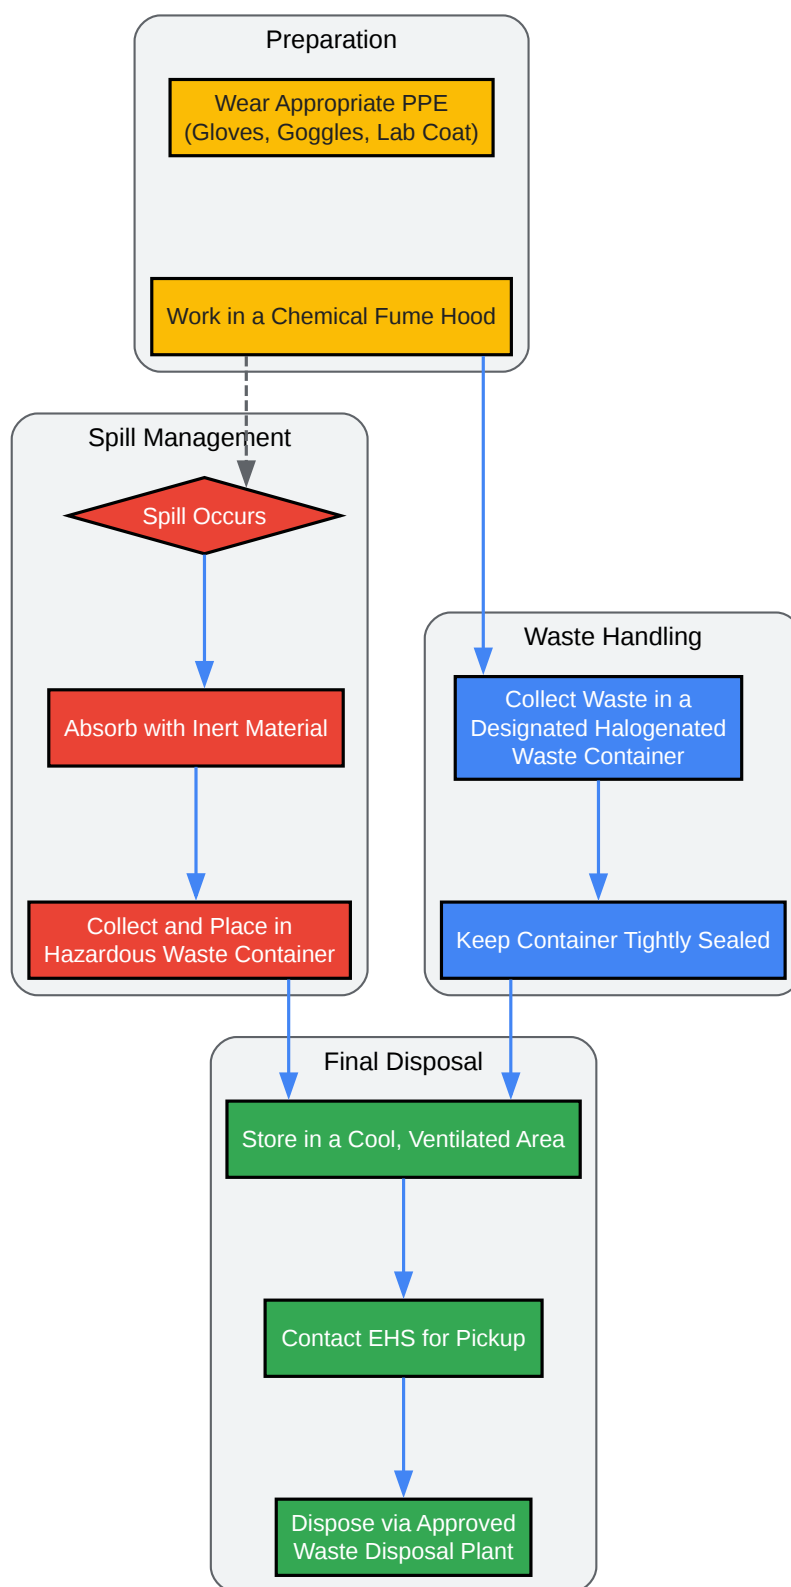 Preparation
Wear Appropriate PPE
(Gloves, Goggles, Lab Coat)
Work in a Chemical Fume Hood
Spill Management
Spill Occurs
Absorb with Inert Material
Collect and Place in
Hazardous Waste Container
Waste Handling
Collect Waste in a
Designated Halogenated
Waste Container
Keep Container Tightly Sealed
Final Disposal
Store in a Cool, Ventilated Area
Contact EHS for Pickup
Dispose via Approved
Waste Disposal Plant